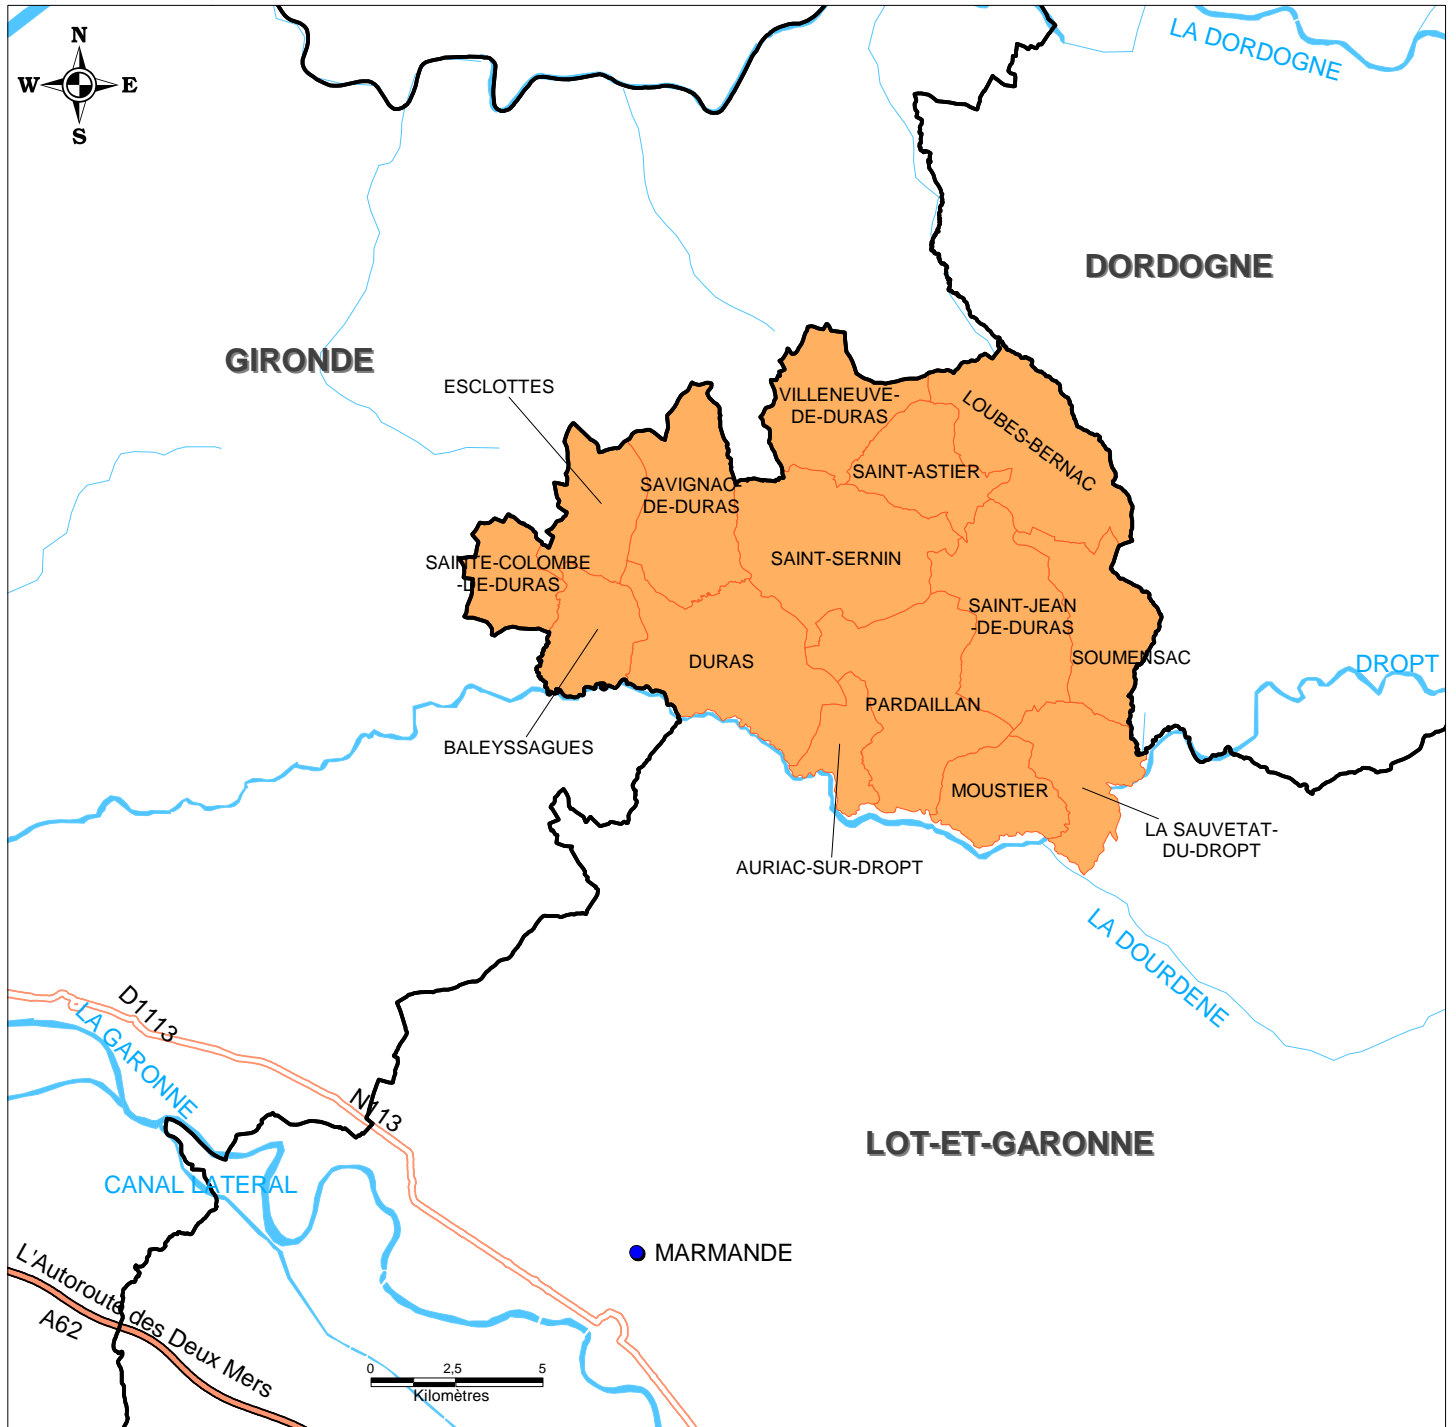 LA DORDOGNE
N
W
E
S
DORDOGNE
GIRONDE
ESCLOTTES
VILLENEUVE-
DE-DURAS
LOUBES-BERNAC
SAINT-ASTIER
SAVIGNAC-
DE-DURAS
SAINTE-COLOMBE
-DE-DURAS
SAINT-SERNIN
SAINT-JEAN
-DE-DURAS
DURAS
SOUMENSAC
DROPT
PARDAILLAN
BALEYSSAGUES
MOUSTIER
LA SAUVETAT-
DU-DROPT
AURIAC-SUR-DROPT
LA DOURDENE
D1113
LA GARONNE
N113
LOT-ET-GARONNE
CANAL LATERAL
MARMANDE
L'Autoroute des Deux Mers
A62
0 2,5 5
Kilomètres